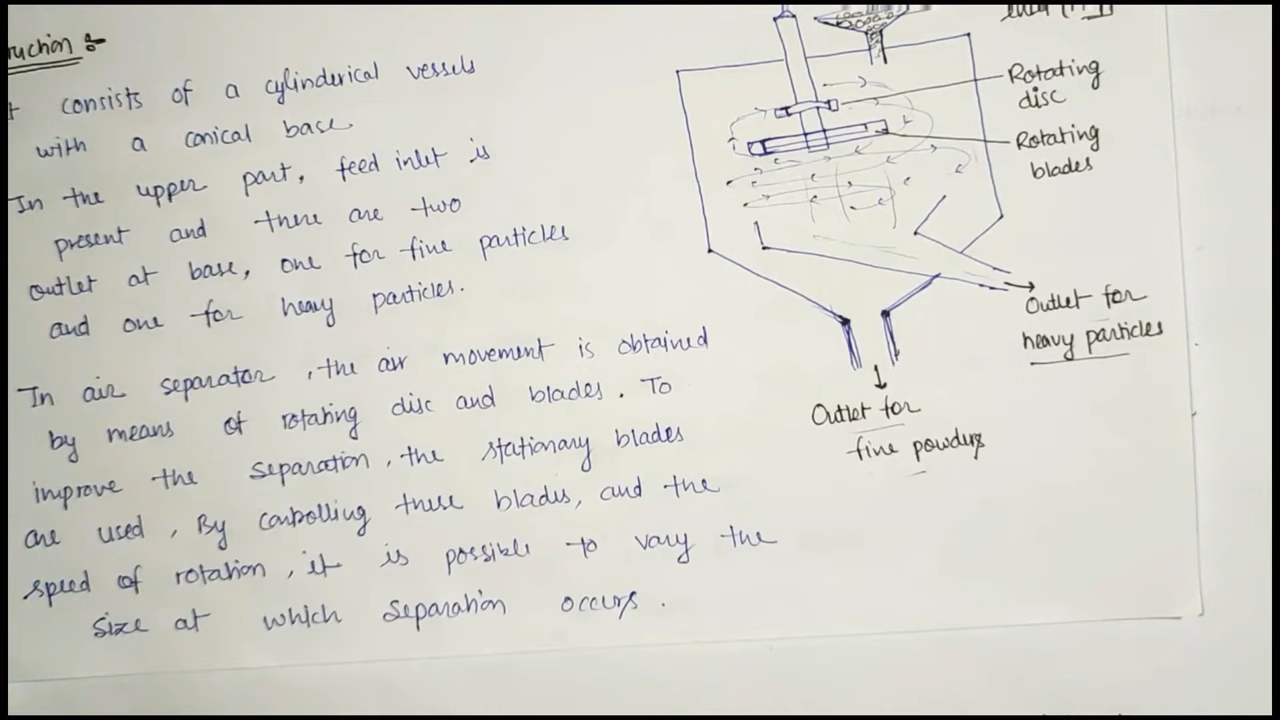 ruction :-
t consists of a cylinderical vessels
with a conical base.
In the upper part, feed inlet is
present and there are two
outlet at base, one for fine particles
and one for heavy particles.
In air separator, the air movement is obtained
by means of rotating disc and blades. To
improve the separation, the stationary blades
are used, By controlling these blades, and the
speed of rotation, it is possible to vary the
size at which separation occurs.
Rotating
disc
Rotating
blades
Outlet for
heavy particles
Outlet for
fine powders